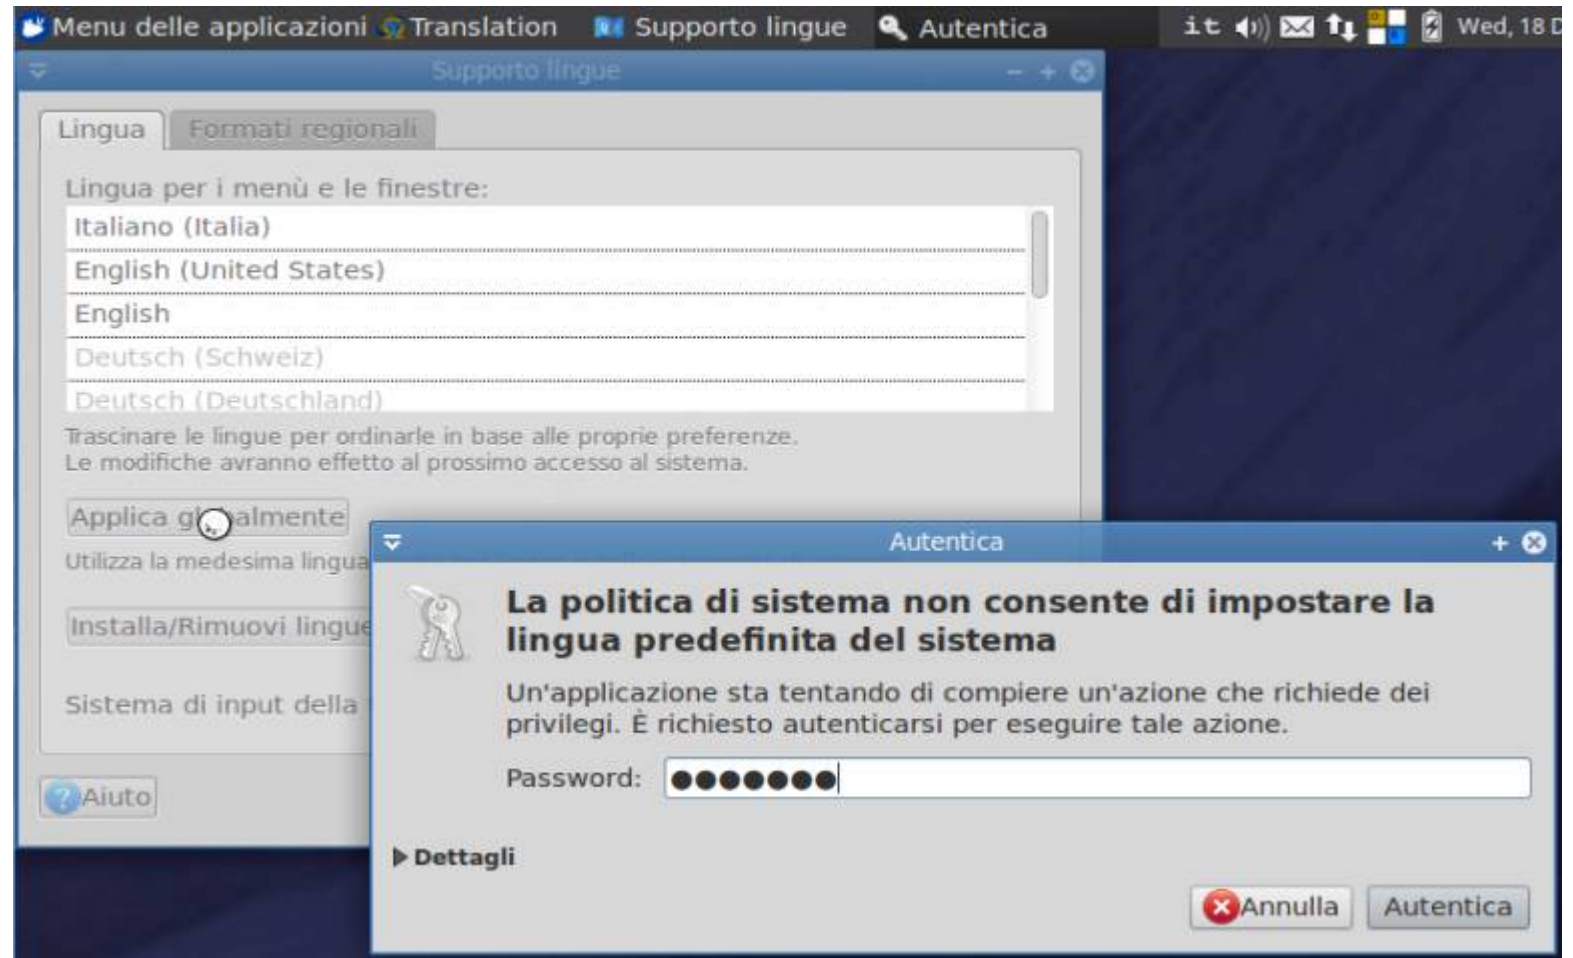 Menu delle applicazioni Translation Supporto lingue Autentica it Wed, 18 D
Supporto lingue
Lingua Formati regionali
Lingua per i menù e le finestre:
Italiano (Italia)
English (United States)
English
Deutsch (Schweiz)
Deutsch (Deutschland)
Trascinare le lingue per ordinarle in base alle proprie preferenze.
Le modifiche avranno effetto al prossimo accesso al sistema.
Applica globalmente
Utilizza la medesima lingua
Installa/Rimuovi lingue
Sistema di input della
Aiuto
Autentica
La politica di sistema non consente di impostare la
lingua predefinita del sistema
Un'applicazione sta tentando di compiere un'azione che richiede dei
privilegi. È richiesto autenticarsi per eseguire tale azione.
Password: ●●●●●●●
Dettagli
Annulla Autentica